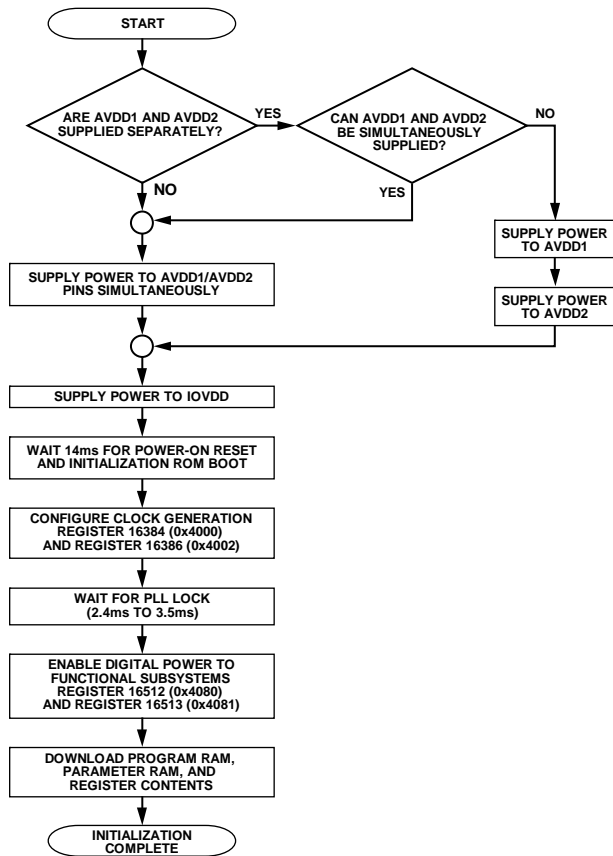 START
ARE AVDD1 AND AVDD2
SUPPLIED SEPARATELY?
YES
CAN AVDD1 AND AVDD2
BE SIMULTANEOUSLY
SUPPLIED?
NO
NO
YES
SUPPLY POWER
TO AVDD1
SUPPLY POWER TO AVDD1/AVDD2
PINS SIMULTANEOUSLY
SUPPLY POWER
TO AVDD2
SUPPLY POWER TO IOVDD
WAIT 14ms FOR POWER-ON RESET
AND INITIALIZATION ROM BOOT
CONFIGURE CLOCK GENERATION
REGISTER 16384 (0x4000)
AND REGISTER 16386 (0x4002)
WAIT FOR PLL LOCK
(2.4ms TO 3.5ms)
ENABLE DIGITAL POWER TO
FUNCTIONAL SUBSYSTEMS
REGISTER 16512 (0x4080)
AND REGISTER 16513 (0x4081)
DOWNLOAD PROGRAM RAM,
PARAMETER RAM, AND
REGISTER CONTENTS
INITIALIZATION
COMPLETE